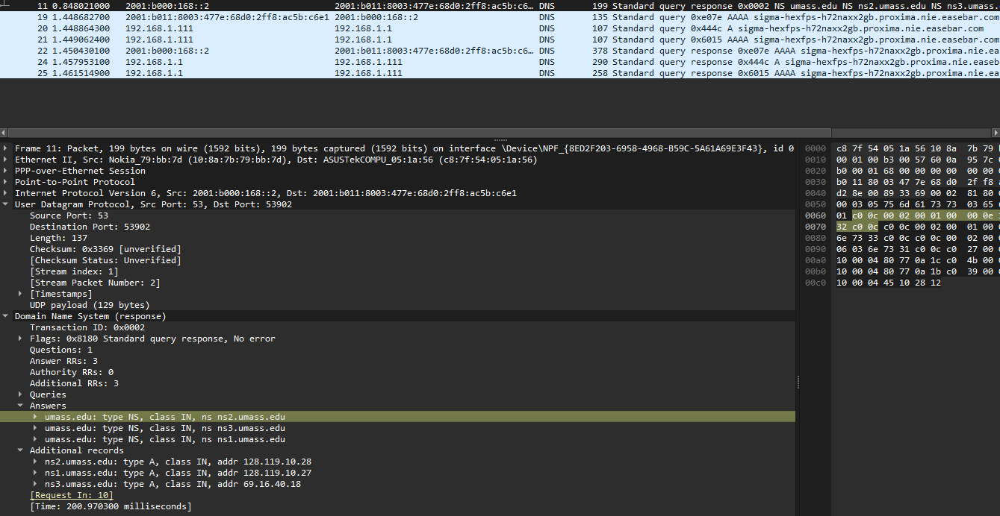 11 0.848021000 2001:b000:168::2 2001:b011:8003:477e:68d0:2ff8:ac5b:c6… DNS 199 Standard query response 0x0002 NS umass.edu NS ns2.umass.edu NS ns3.umass.
19 1.448682700 2001:b011:8003:477e:68d0:2ff8:ac5b:c6e1 2001:b000:168::2 DNS 135 Standard query 0xe07e AAAA sigma-hexfps-h72naxx2gb.proxima.nie.easebar.com
20 1.448864300 192.168.1.111 192.168.1.1 DNS 107 Standard query 0x444c A sigma-hexfps-h72naxx2gb.proxima.nie.easebar.com
21 1.449062400 192.168.1.111 192.168.1.1 DNS 107 Standard query 0x6015 AAAA sigma-hexfps-h72naxx2gb.proxima.nie.easebar.com
22 1.450430100 2001:b000:168::2 2001:b011:8003:477e:68d0:2ff8:ac5b:c6… DNS 378 Standard query response 0xe07e AAAA sigma-hexfps-h72naxx2gb.proxima.nie.ea
24 1.457953100 192.168.1.1 192.168.1.111 DNS 290 Standard query response 0x444c A sigma-hexfps-h72naxx2gb.proxima.nie.easeb
25 1.461514900 192.168.1.1 192.168.1.111 DNS 258 Standard query response 0x6015 AAAA sigma-hexfps-h72naxx2gb.proxima.nie.ea
Frame 11: Packet, 199 bytes on wire (1592 bits), 199 bytes captured (1592 bits) on interface \Device\NPF_{8ED2F203-6958-4968-B59C-5A61A69E3F43}, id 0
Ethernet II, Src: Nokia_79:bb:7d (10:8a:7b:79:bb:7d), Dst: ASUSTekCOMPU_05:1a:56 (c8:7f:54:05:1a:56)
PPP-over-Ethernet Session
Point-to-Point Protocol
Internet Protocol Version 6, Src: 2001:b000:168::2, Dst: 2001:b011:8003:477e:68d0:2ff8:ac5b:c6e1
User Datagram Protocol, Src Port: 53, Dst Port: 53902
Source Port: 53
Destination Port: 53902
Length: 137
Checksum: 0x3369 [unverified]
[Checksum Status: Unverified]
[Stream index: 1]
[Stream Packet Number: 2]
[Timestamps]
UDP payload (129 bytes)
Domain Name System (response)
Transaction ID: 0x0002
Flags: 0x8180 Standard query response, No error
Questions: 1
Answer RRs: 3
Authority RRs: 0
Additional RRs: 3
Queries
Answers
umass.edu: type NS, class IN, ns ns2.umass.edu
umass.edu: type NS, class IN, ns ns3.umass.edu
umass.edu: type NS, class IN, ns ns1.umass.edu
Additional records
ns2.umass.edu: type A, class IN, addr 128.119.10.28
ns1.umass.edu: type A, class IN, addr 128.119.10.27
ns3.umass.edu: type A, class IN, addr 69.16.40.18
[Request In: 10]
[Time: 200.970300 milliseconds]
0000 c8 7f 54 05 1a 56 10 8a 7b 79
0010 00 01 00 b3 00 57 60 0a 95 7c
0020 b0 00 01 68 00 00 00 00 00 00
0030 b0 11 80 03 47 7e 68 d0 2f f8
0040 d2 8e 00 89 33 69 00 02 81 80
0050 00 03 05 75 6d 61 73 73 03 65
0060 01 c0 0c 00 02 00 01 00 00 0e
0070 32 c0 0c c0 0c 00 02 00 01 00
0080 6e 73 33 c0 0c c0 0c 00 02 00
0090 06 03 6e 73 31 c0 0c c0 27 00
00a0 10 00 04 80 77 0a 1c c0 4b 00
00b0 10 00 04 80 77 0a 1b c0 39 00
00c0 10 00 04 45 10 28 12